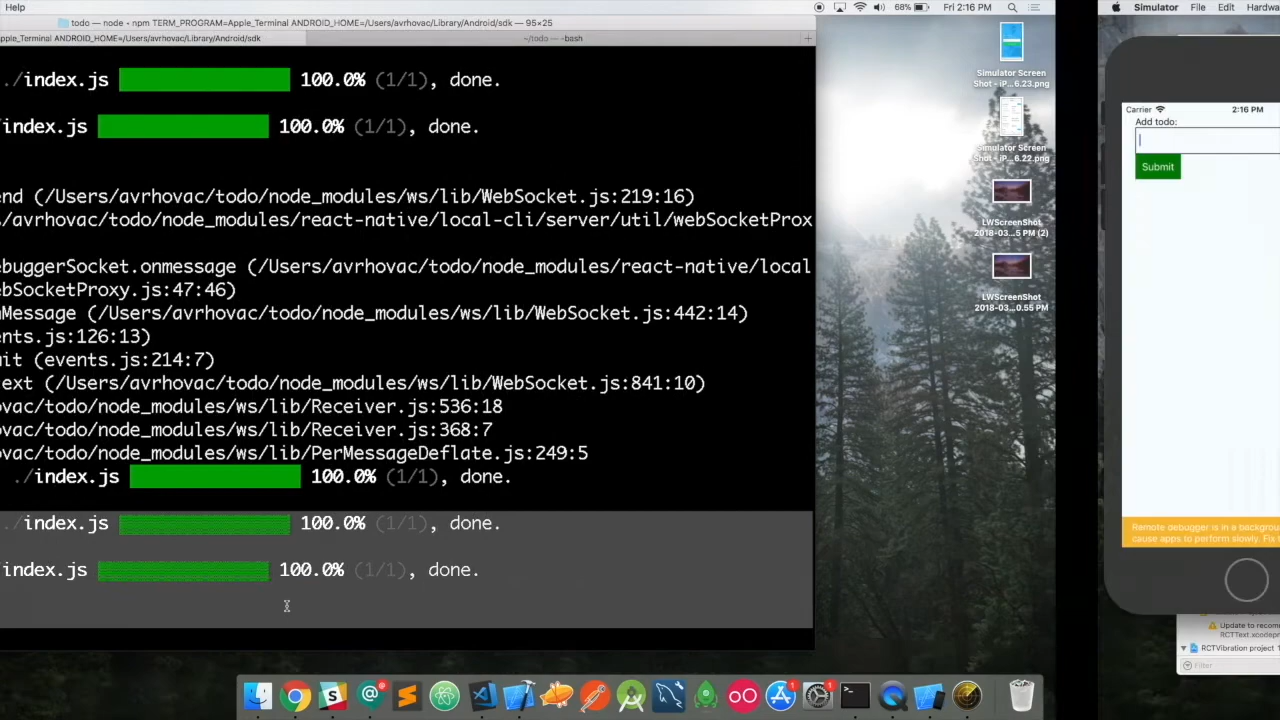 Help
68%
Fri 2:16 PM
Simulator File Edit Hardwa
todo — node • npm TERM_PROGRAM=Apple_Terminal ANDROID_HOME=/Users/avrhovac/Library/Android/sdk — 95×25
pple_Terminal ANDROID_HOME=/Users/avrhovac/Library/Android/sdk
~/todo — -bash
+
./index.js 100.0% (1/1), done.
/index.js 100.0% (1/1), done.
end (/Users/avrhovac/todo/node_modules/ws/lib/WebSocket.js:219:16)
s/avrhovac/todo/node_modules/react-native/local-cli/server/util/webSocketProx
ebuggerSocket.onmessage (/Users/avrhovac/todo/node_modules/react-native/local
ebSocketProxy.js:47:46)
nMessage (/Users/avrhovac/todo/node_modules/ws/lib/WebSocket.js:442:14)
ents.js:126:13)
mit (events.js:214:7)
ext (/Users/avrhovac/todo/node_modules/ws/lib/WebSocket.js:841:10)
ovac/todo/node_modules/ws/lib/Receiver.js:536:18
ovac/todo/node_modules/ws/lib/Receiver.js:368:7
ovac/todo/node_modules/ws/lib/PerMessageDeflate.js:249:5
./index.js 100.0% (1/1), done.
./index.js 100.0% (1/1), done.
/index.js 100.0% (1/1), done.
Simulator Screen
Shot - iP...6.23.png
Simulator Screen
Shot - iP...6.22.png
LWScreenShot
2018-03...5 PM (2)
LWScreenShot
2018-03...0.55 PM
Carrier
2:16 PM
Add todo:
Submit
Remote debugger is in a backgrou
cause apps to perform slowly. Fix t
Update to recom
RCTText.xcodepr
RCTVibration project 1
Filter